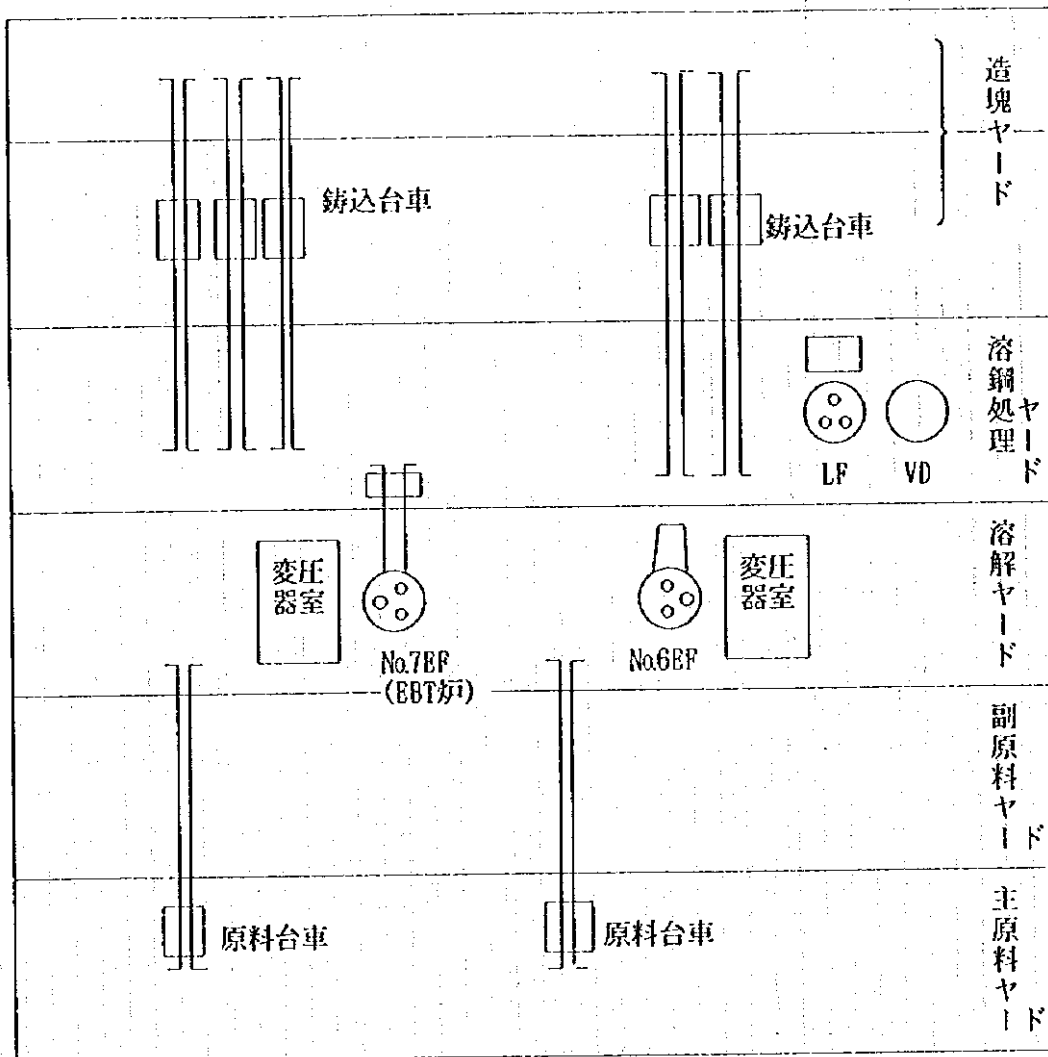 造塊ヤード
鋳込台車
鋳込台車
溶鋼処理ヤード
LF
VD
溶解ヤード
変圧
器室
変圧
器室
No.7EF
(EBT炉)
No.6EF
副原料ヤード
主原料ヤード
原料台車
原料台車